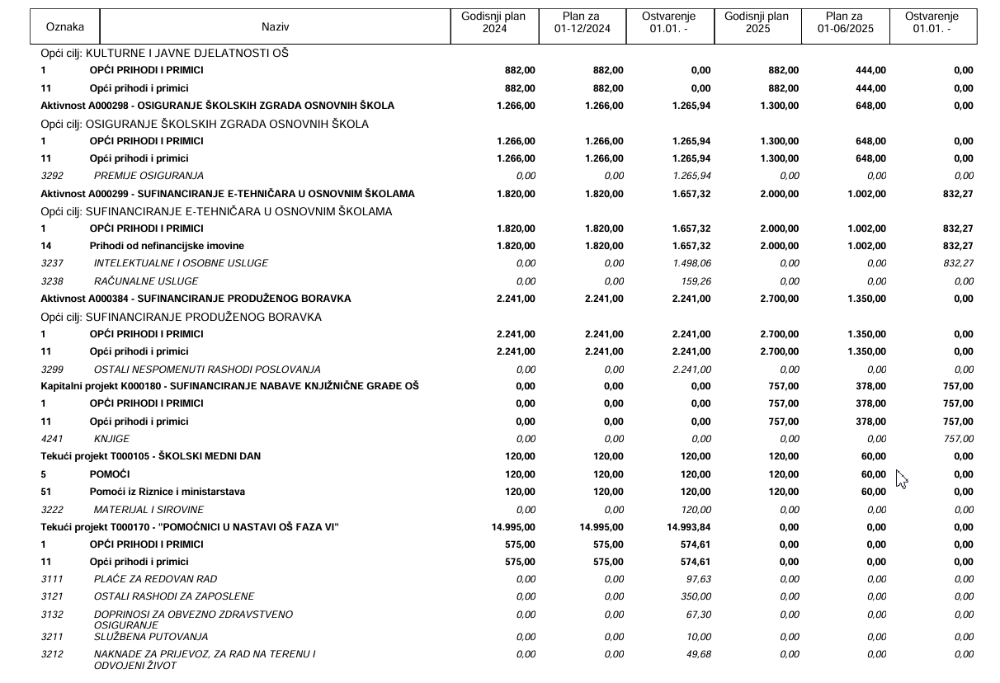 Oznaka Naziv Godisnji plan 2024 Plan za 01-12/2024 Ostvarenje 01.01. - Godisnji plan 2025 Plan za 01-06/2025 Ostvarenje 01.01. -
Opći cilj: KULTURNE I JAVNE DJELATNOSTI OŠ
1 OPĆI PRIHODI I PRIMICI 882,00 882,00 0,00 882,00 444,00 0,00
11 Opći prihodi i primici 882,00 882,00 0,00 882,00 444,00 0,00
Aktivnost A000298 - OSIGURANJE ŠKOLSKIH ZGRADA OSNOVNIH ŠKOLA 1.266,00 1.266,00 1.265,94 1.300,00 648,00 0,00
Opći cilj: OSIGURANJE ŠKOLSKIH ZGRADA OSNOVNIH ŠKOLA
1 OPĆI PRIHODI I PRIMICI 1.266,00 1.266,00 1.265,94 1.300,00 648,00 0,00
11 Opći prihodi i primici 1.266,00 1.266,00 1.265,94 1.300,00 648,00 0,00
3292 PREMIJE OSIGURANJA 0,00 0,00 1.265,94 0,00 0,00 0,00
Aktivnost A000299 - SUFINANCIRANJE E-TEHNIČARA U OSNOVNIM ŠKOLAMA 1.820,00 1.820,00 1.657,32 2.000,00 1.002,00 832,27
Opći cilj: SUFINANCIRANJE E-TEHNIČARA U OSNOVNIM ŠKOLAMA
1 OPĆI PRIHODI I PRIMICI 1.820,00 1.820,00 1.657,32 2.000,00 1.002,00 832,27
14 Prihodi od nefinancijske imovine 1.820,00 1.820,00 1.657,32 2.000,00 1.002,00 832,27
3237 INTELEKTUALNE I OSOBNE USLUGE 0,00 0,00 1.498,06 0,00 0,00 832,27
3238 RAČUNALNE USLUGE 0,00 0,00 159,26 0,00 0,00 0,00
Aktivnost A000384 - SUFINANCIRANJE PRODUŽENOG BORAVKA 2.241,00 2.241,00 2.241,00 2.700,00 1.350,00 0,00
Opći cilj: SUFINANCIRANJE PRODUŽENOG BORAVKA
1 OPĆI PRIHODI I PRIMICI 2.241,00 2.241,00 2.241,00 2.700,00 1.350,00 0,00
11 Opći prihodi i primici 2.241,00 2.241,00 2.241,00 2.700,00 1.350,00 0,00
3299 OSTALI NESPOMENUTI RASHODI POSLOVANJA 0,00 0,00 2.241,00 0,00 0,00 0,00
Kapitalni projekt K000180 - SUFINANCIRANJE NABAVE KNJIŽNIČNE GRAĐE OŠ 0,00 0,00 0,00 757,00 378,00 757,00
1 OPĆI PRIHODI I PRIMICI 0,00 0,00 0,00 757,00 378,00 757,00
11 Opći prihodi i primici 0,00 0,00 0,00 757,00 378,00 757,00
4241 KNJIGE 0,00 0,00 0,00 0,00 0,00 757,00
Tekući projekt T000105 - ŠKOLSKI MEDNI DAN 120,00 120,00 120,00 120,00 60,00 0,00
5 POMOĆI 120,00 120,00 120,00 120,00 60,00 0,00
51 Pomoći iz Riznice i ministarstava 120,00 120,00 120,00 120,00 60,00 0,00
3222 MATERIJAL I SIROVINE 0,00 0,00 120,00 0,00 0,00 0,00
Tekući projekt T000170 - "POMOĆNICI U NASTAVI OŠ FAZA VI" 14.995,00 14.995,00 14.993,84 0,00 0,00 0,00
1 OPĆI PRIHODI I PRIMICI 575,00 575,00 574,61 0,00 0,00 0,00
11 Opći prihodi i primici 575,00 575,00 574,61 0,00 0,00 0,00
3111 PLAĆE ZA REDOVAN RAD 0,00 0,00 97,63 0,00 0,00 0,00
3121 OSTALI RASHODI ZA ZAPOSLENE 0,00 0,00 350,00 0,00 0,00 0,00
3132 DOPRINOSI ZA OBVEZNO ZDRAVSTVENO 0,00 0,00 67,30 0,00 0,00 0,00
OSIGURANJE
3211 SLUŽBENA PUTOVANJA 0,00 0,00 10,00 0,00 0,00 0,00
3212 NAKNADE ZA PRIJEVOZ, ZA RAD NA TERENU I 0,00 0,00 49,68 0,00 0,00 0,00
ODVOJENI ŽIVOT